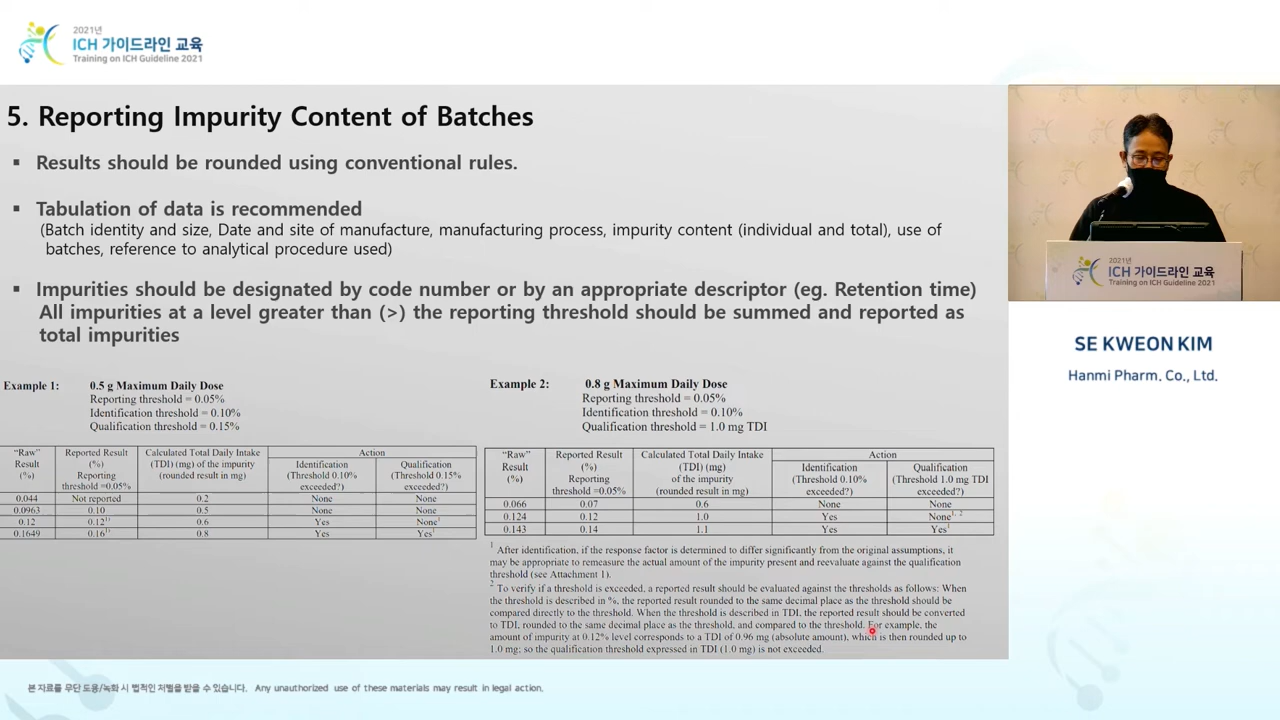 2021년
ICH 가이드라인 교육
Training on ICH Guideline 2021
5. Reporting Impurity Content of Batches
▪ Results should be rounded using conventional rules.
▪ Tabulation of data is recommended
(Batch identity and size, Date and site of manufacture, manufacturing process, impurity content (individual and total), use of
batches, reference to analytical procedure used)
▪ Impurities should be designated by code number or by an appropriate descriptor (eg. Retention time)
All impurities at a level greater than (>) the reporting threshold should be summed and reported as
total impurities
Example 1: 0.5 g Maximum Daily Dose
Reporting threshold = 0.05%
Identification threshold = 0.10%
Qualification threshold = 0.15%
"Raw" Result (%) | Reported Result (%) Reporting threshold=0.05% | Calculated Total Daily Intake (TDI) (mg) of the impurity (rounded result in mg) | Action
Identification (Threshold 0.10% exceeded?) | Qualification (Threshold 0.15% exceeded?)
0.044 | Not reported | 0.2 | None | None
0.0963 | 0.10 | 0.5 | None | None
0.12 | 0.12¹⁾ | 0.6 | Yes | None¹
0.1649 | 0.16¹⁾ | 0.8 | Yes | Yes¹
Example 2: 0.8 g Maximum Daily Dose
Reporting threshold = 0.05%
Identification threshold = 0.10%
Qualification threshold = 1.0 mg TDI
"Raw" Result (%) | Reported Result (%) Reporting threshold =0.05% | Calculated Total Daily Intake (TDI) (mg) of the impurity (rounded result in mg) | Action
Identification (Threshold 0.10% exceeded?) | Qualification (Threshold 1.0 mg TDI exceeded?)
0.066 | 0.07 | 0.6 | None | None
0.124 | 0.12 | 1.0 | Yes | None¹, ²
0.143 | 0.14 | 1.1 | Yes | Yes¹
¹ After identification, if the response factor is determined to differ significantly from the original assumptions, it
may be appropriate to remeasure the actual amount of the impurity present and reevaluate against the qualification
threshold (see Attachment 1).
² To verify if a threshold is exceeded, a reported result should be evaluated against the thresholds as follows: When
the threshold is described in %, the reported result rounded to the same decimal place as the threshold should be
compared directly to the threshold. When the threshold is described in TDI, the reported result should be converted
to TDI, rounded to the same decimal place as the threshold, and compared to the threshold. For example, the
amount of impurity at 0.12% level corresponds to a TDI of 0.96 mg (absolute amount), which is then rounded up to
1.0 mg; so the qualification threshold expressed in TDI (1.0 mg) is not exceeded.
2021년
ICH 가이드라인 교육
Training on ICH Guideline 2021
SE KWEON KIM
Hanmi Pharm. Co., Ltd.
본 자료를 무단 도용/녹화 시 법적인 처벌을 받을 수 있습니다. Any unauthorized use of these materials may result in legal action.